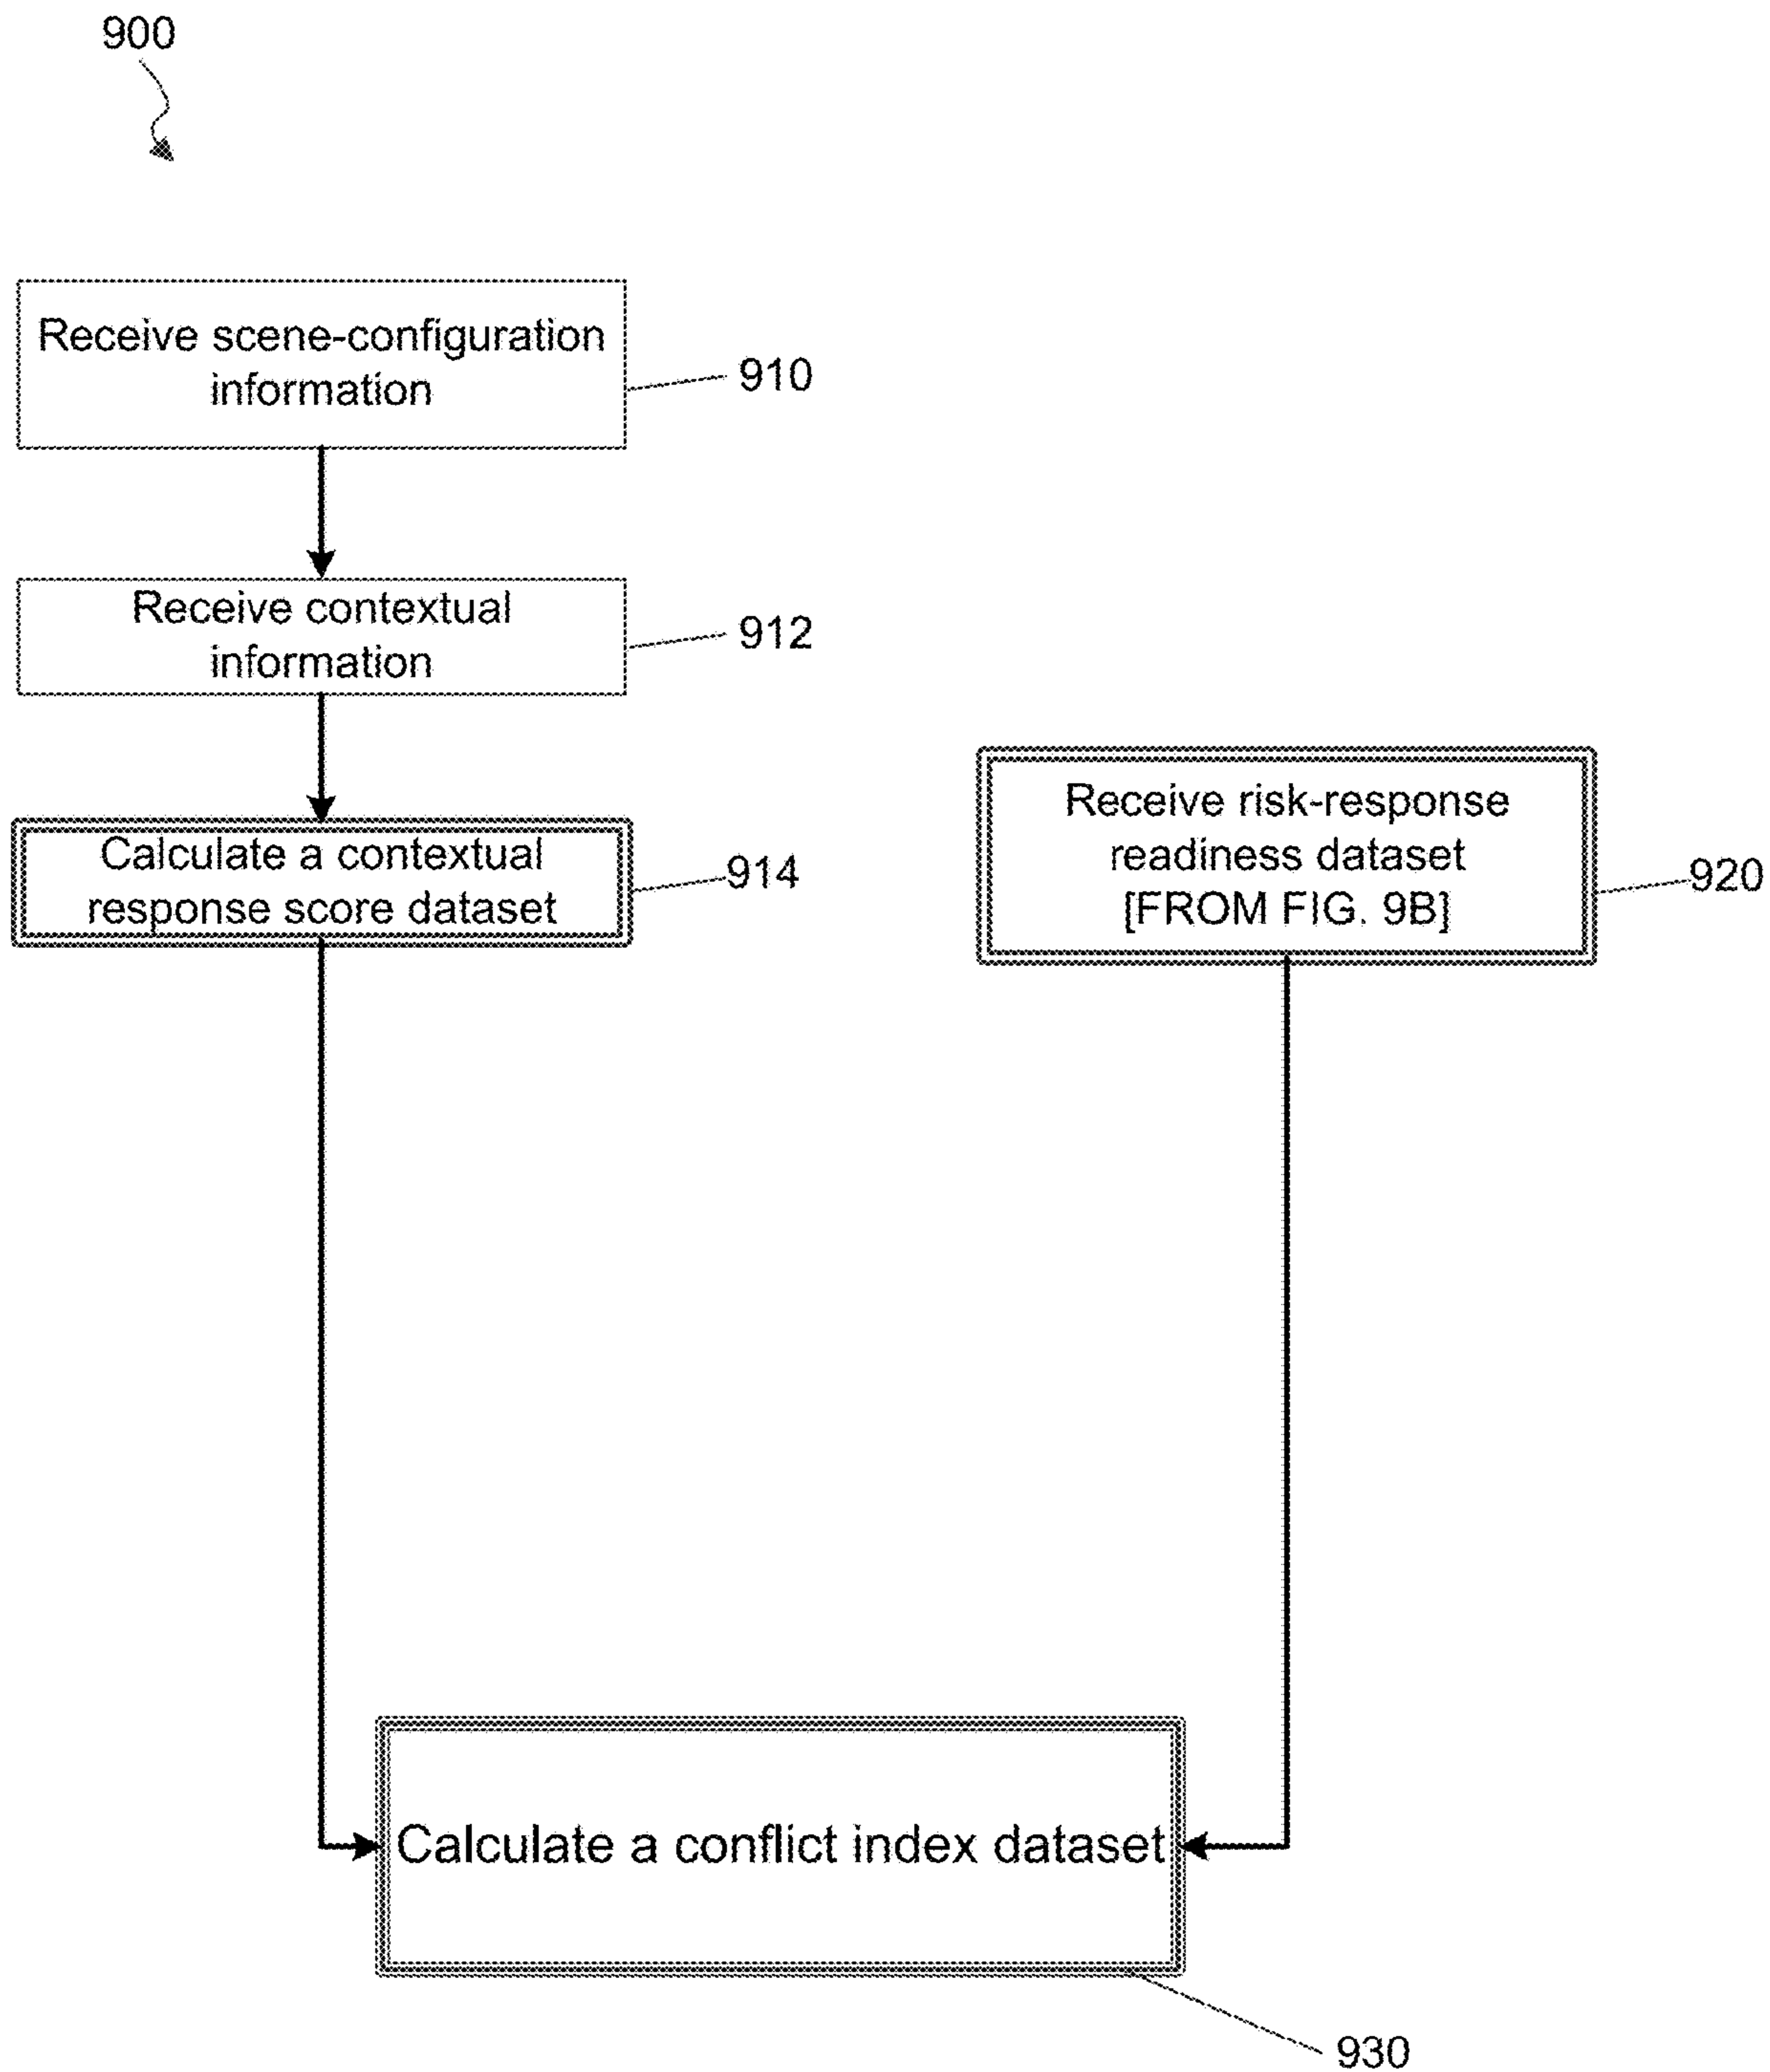 900
Receive scene-configuration
information
910
Receive contextual
information
912
Calculate a contextual
response score dataset
914
Receive risk-response
readiness dataset
[FROM FIG. 9B]
920
Calculate a conflict index dataset
930